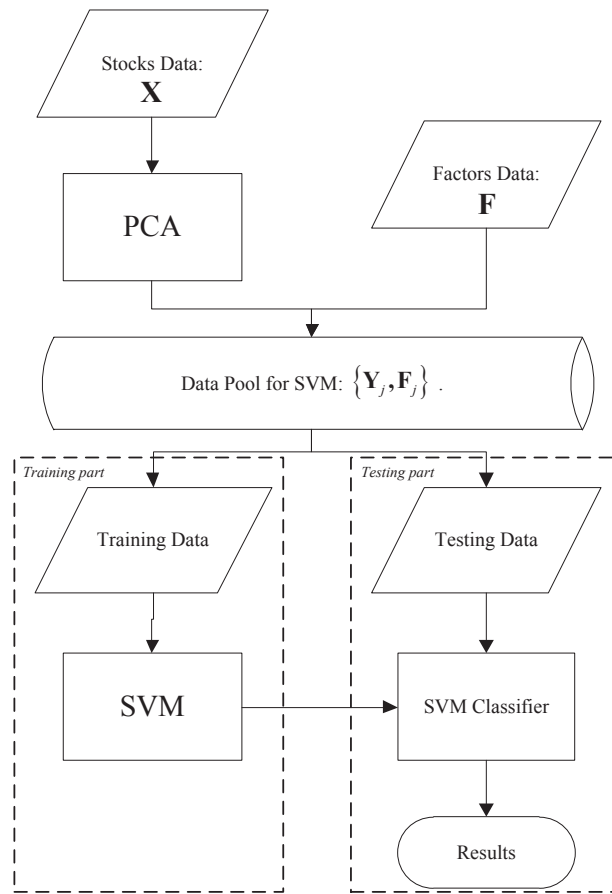 Stocks Data:
X
Factors Data:
F
PCA
Data Pool for SVM: {Y_j, F_j} .
Training part
Testing part
Training Data
Testing Data
SVM
SVM Classifier
Results